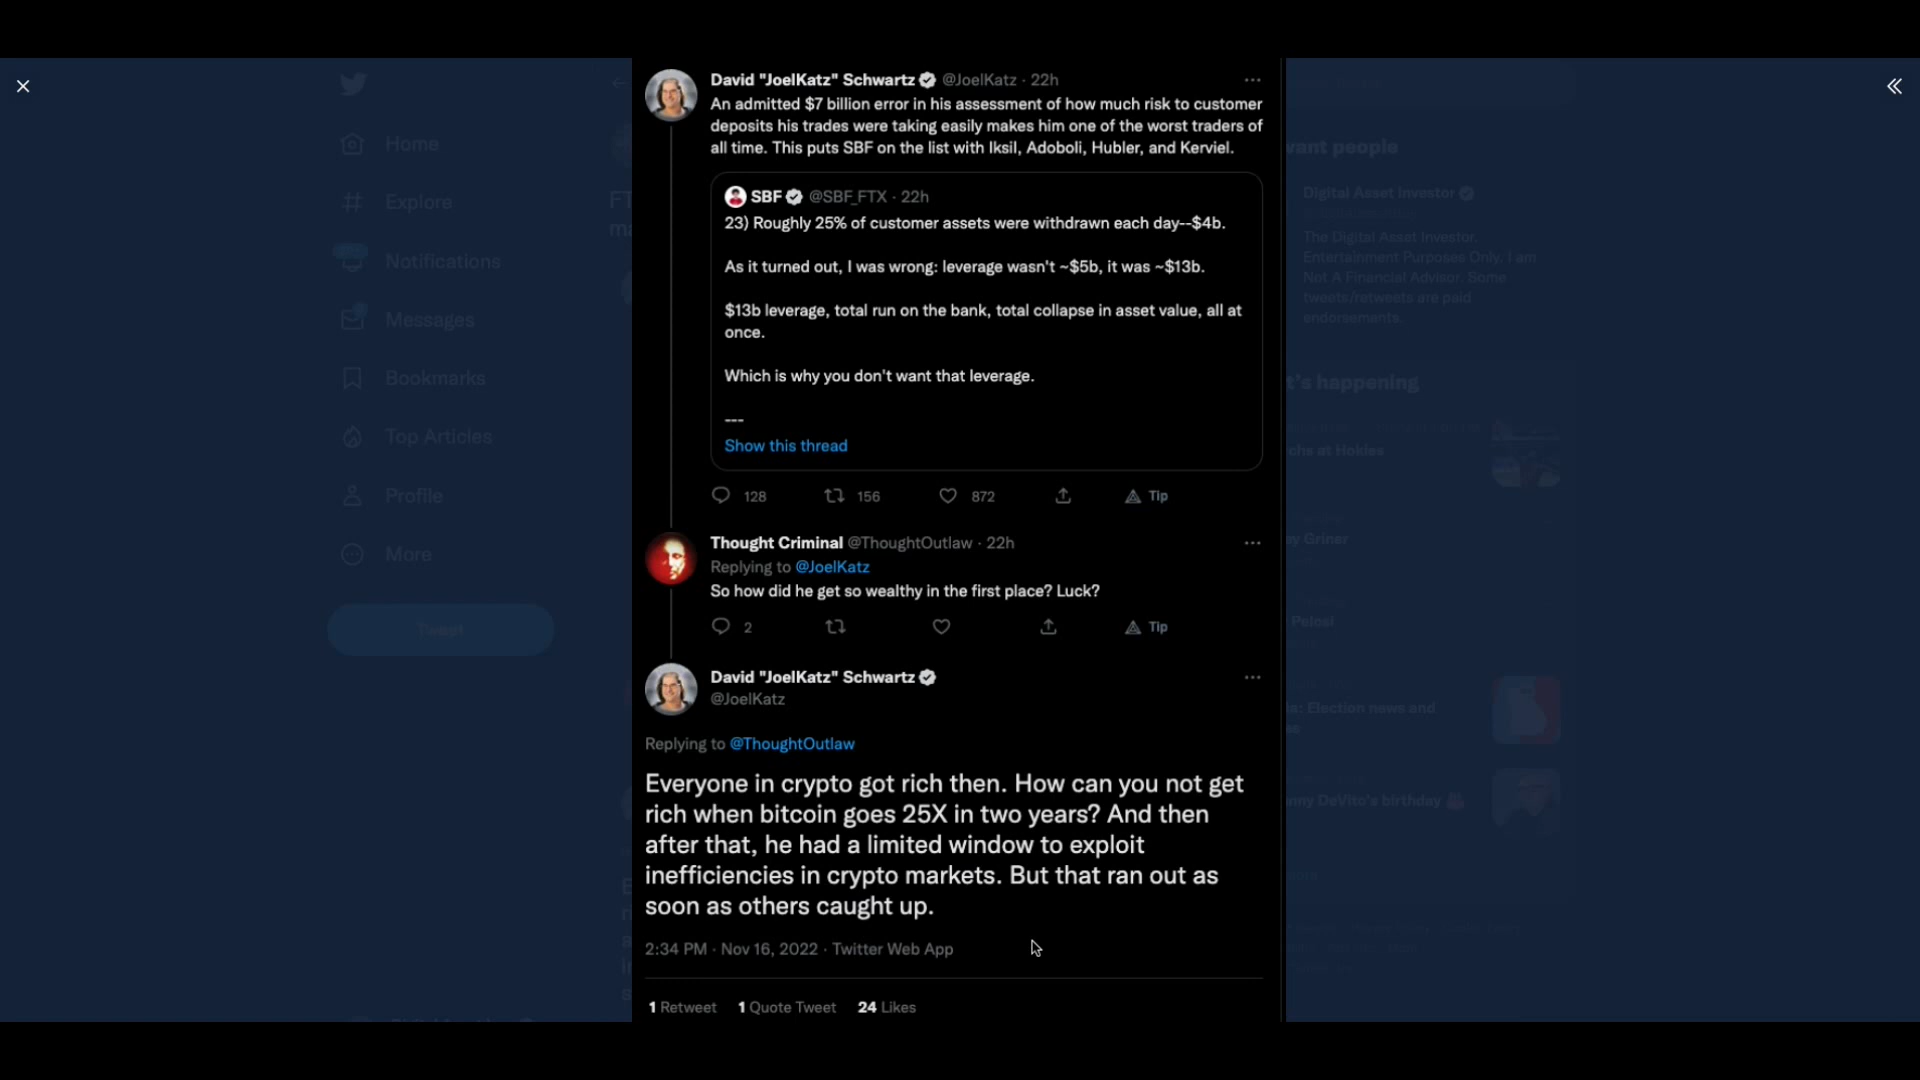 David "JoelKatz" Schwartz @JoelKatz · 22h
An admitted $7 billion error in his assessment of how much risk to customer
deposits his trades were taking easily makes him one of the worst traders of
all time. This puts SBF on the list with Iksil, Adoboli, Hubler, and Kerviel.
SBF @SBF_FTX · 22h
23) Roughly 25% of customer assets were withdrawn each day--$4b.
As it turned out, I was wrong: leverage wasn't ~$5b, it was ~$13b.
$13b leverage, total run on the bank, total collapse in asset value, all at
once.
Which is why you don't want that leverage.
---
Show this thread
128 156 872 Tip
Thought Criminal @ThoughtOutlaw · 22h
Replying to @JoelKatz
So how did he get so wealthy in the first place? Luck?
2 Tip
David "JoelKatz" Schwartz
@JoelKatz
Replying to @ThoughtOutlaw
Everyone in crypto got rich then. How can you not get
rich when bitcoin goes 25X in two years? And then
after that, he had a limited window to exploit
inefficiencies in crypto markets. But that ran out as
soon as others caught up.
2:34 PM · Nov 16, 2022 · Twitter Web App
1 Retweet 1 Quote Tweet 24 Likes
Home
Explore
Notifications
Messages
Bookmarks
Top Articles
Profile
More
Tweet
vant people
Digital Asset Investor
The Digital Asset Investor.
Entertainment Purposes Only. I am
Not A Financial Advisor. Some
tweets/retweets are paid
endorsements.
t's happening
chs at Hokies
y Griner
Pelosi
s: Election news and
nny DeVito's birthday